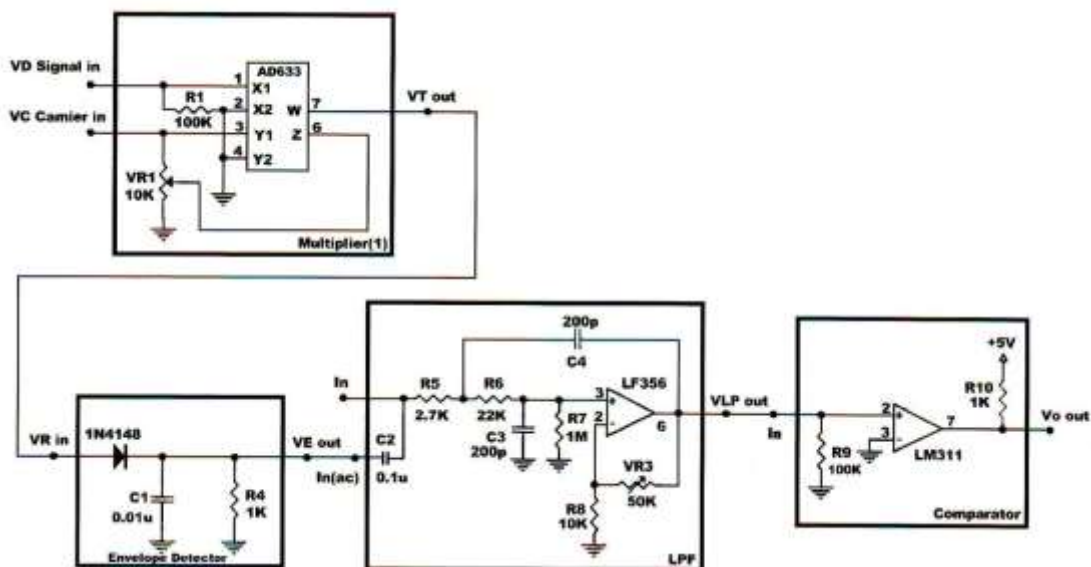 AD633
VD Signal in
1
X1
R1
100K
2
X2
W
7
VT out
VC Camier in
3
Y1
Z
6
4
Y2
VR1
10K
Multiplier(1)
200p
C4
+5V
In
R5
2.7K
R6
22K
LF356
3
+
2
-
6
VLP out
R10
1K
R7
1M
C3
200p
In
2
+
3
-
7
Vo out
LM311
VR in
1N4148
VE out
In(ac)
C2
0.1u
VR3
50K
R9
100K
C1
0.01u
R4
1K
R8
10K
Comparator
Envelope Detector
LPF